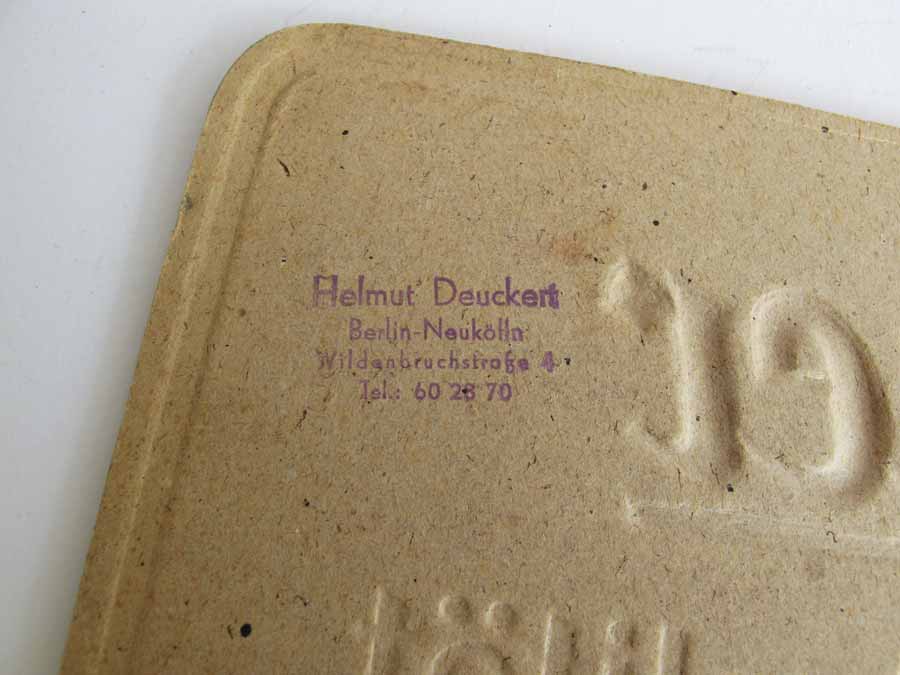 Helmut Deuckert
Berlin-Neukölln
Wildenbruchstraße 4
Tel.: 60 28 70